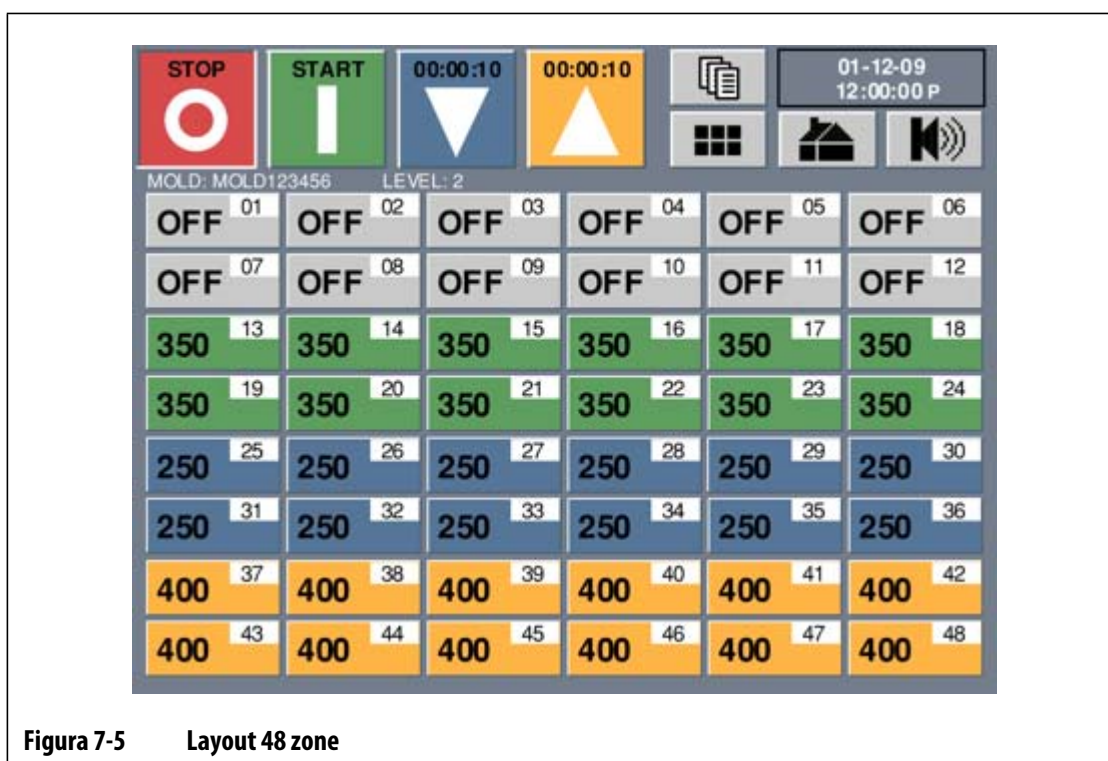 STOP START 00:00:10 00:00:10 01-12-09
12:00:00 P
MOLD: MOLD123456 LEVEL: 2
OFF 01 OFF 02 OFF 03 OFF 04 OFF 05 OFF 06
OFF 07 OFF 08 OFF 09 OFF 10 OFF 11 OFF 12
350 13 350 14 350 15 350 16 350 17 350 18
350 19 350 20 350 21 350 22 350 23 350 24
250 25 250 26 250 27 250 28 250 29 250 30
250 31 250 32 250 33 250 34 250 35 250 36
400 37 400 38 400 39 400 40 400 41 400 42
400 43 400 44 400 45 400 46 400 47 400 48
Figura 7-5 Layout 48 zone